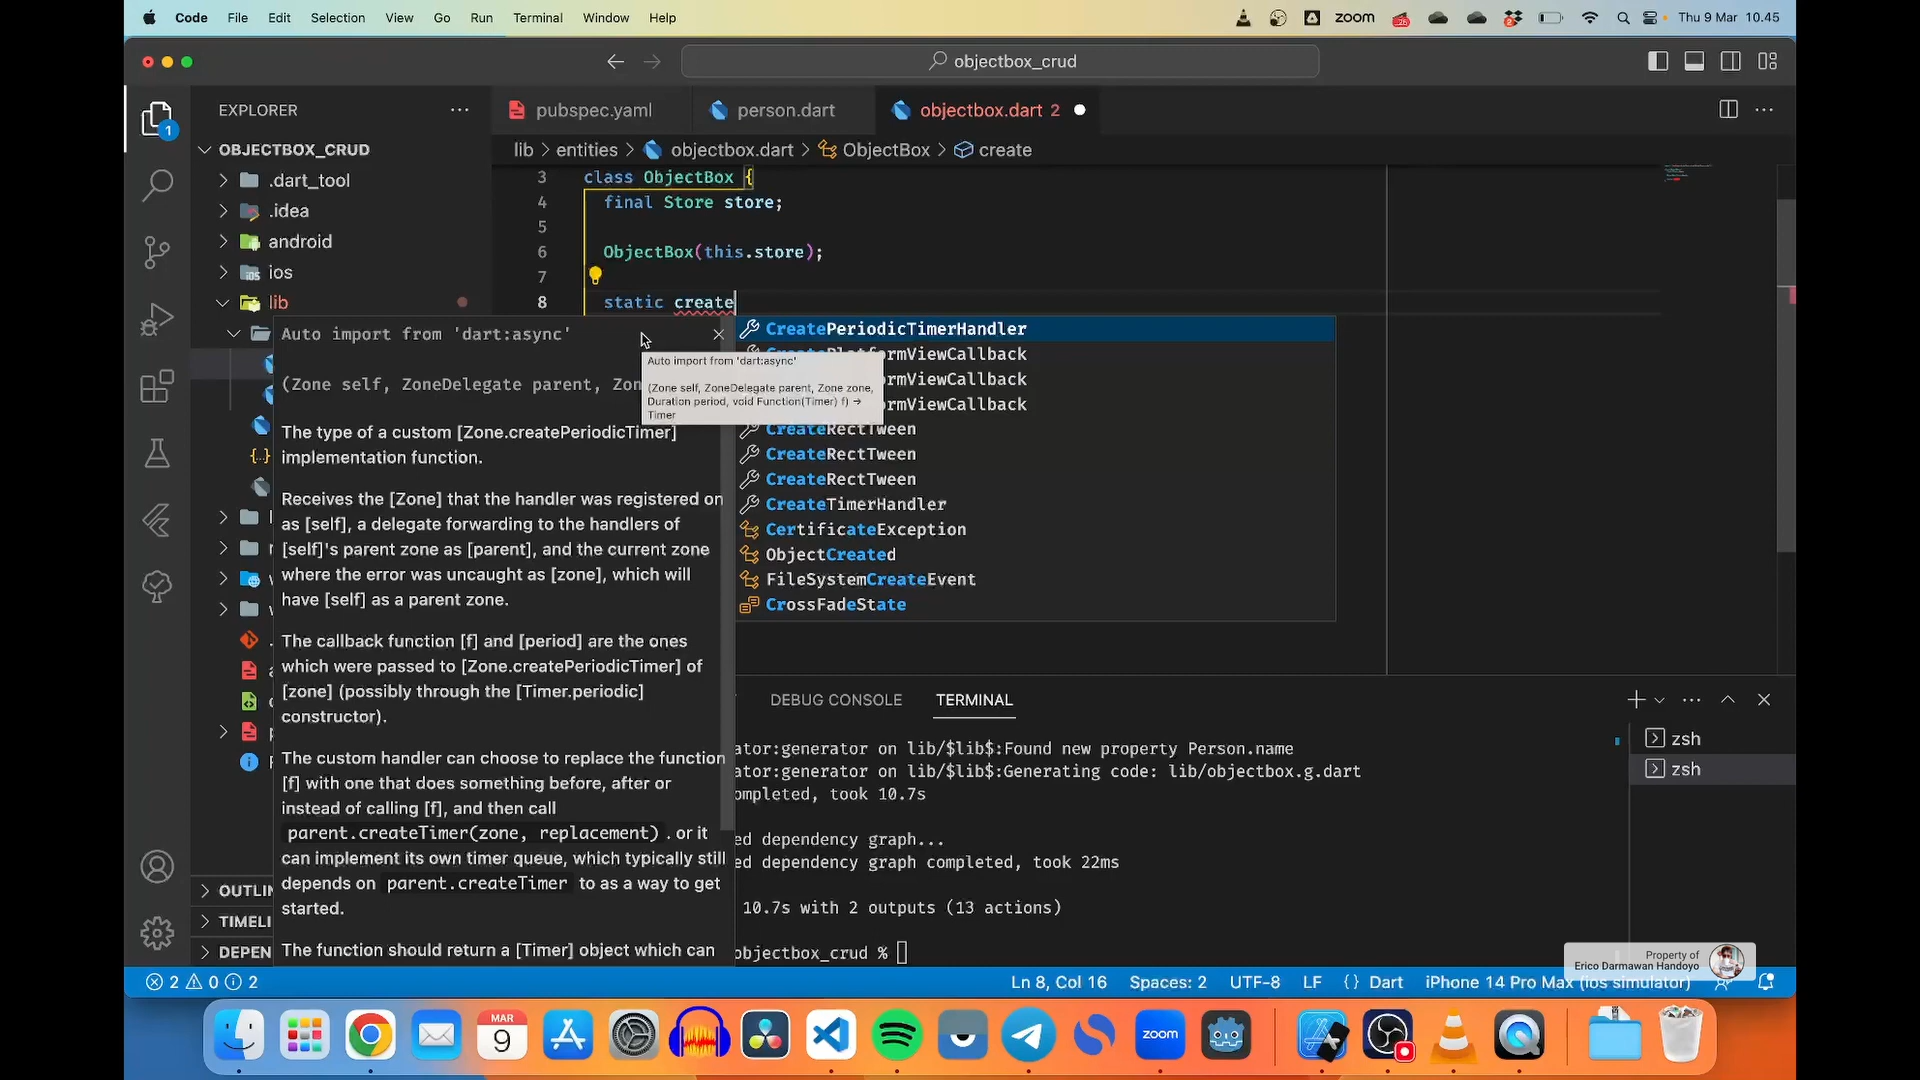 Code File Edit Selection View Go Run Terminal Window Help
zoom
Thu 9 Mar 10.45
objectbox_crud
1
EXPLORER
OBJECTBOX_CRUD
.dart_tool
.idea
android
ios
lib
OUTLIN
TIMELI
DEPEN
pubspec.yaml
person.dart
objectbox.dart 2
lib > entities > objectbox.dart > ObjectBox > create
3 class ObjectBox {
4 final Store store;
5
6 ObjectBox(this.store);
7
8 static create
Auto import from 'dart:async'
(Zone self, ZoneDelegate parent, Zon
The type of a custom [Zone.createPeriodicTimer]
implementation function.
Receives the [Zone] that the handler was registered on
as [self], a delegate forwarding to the handlers of
[self]'s parent zone as [parent], and the current zone
where the error was uncaught as [zone], which will
have [self] as a parent zone.
The callback function [f] and [period] are the ones
which were passed to [Zone.createPeriodicTimer] of
[zone] (possibly through the [Timer.periodic]
constructor).
The custom handler can choose to replace the function
[f] with one that does something before, after or
instead of calling [f], and then call
parent.createTimer(zone, replacement) . or it
can implement its own timer queue, which typically still
depends on parent.createTimer to as a way to get
started.
The function should return a [Timer] object which can
Auto import from 'dart:async'
(Zone self, ZoneDelegate parent, Zone zone,
Duration period, void Function(Timer) f) →
Timer
CreatePeriodicTimerHandler
rmViewCallback
rmViewCallback
rmViewCallback
CreateRectTween
CreateRectTween
CreateRectTween
CreateTimerHandler
CertificateException
ObjectCreated
FileSystemCreateEvent
CrossFadeState
DEBUG CONSOLE
TERMINAL
ator:generator on lib/$lib$:Found new property Person.name
ator:generator on lib/$lib$:Generating code: lib/objectbox.g.dart
ompleted, took 10.7s
ed dependency graph...
ed dependency graph completed, took 22ms
10.7s with 2 outputs (13 actions)
objectbox_crud %
zsh
zsh
Property of
Erico Darmawan Handoyo
2 0 2
Ln 8, Col 16
Spaces: 2
UTF-8
LF
{ } Dart
iPhone 14 Pro Max (ios simulator)
MAR
9
zoom